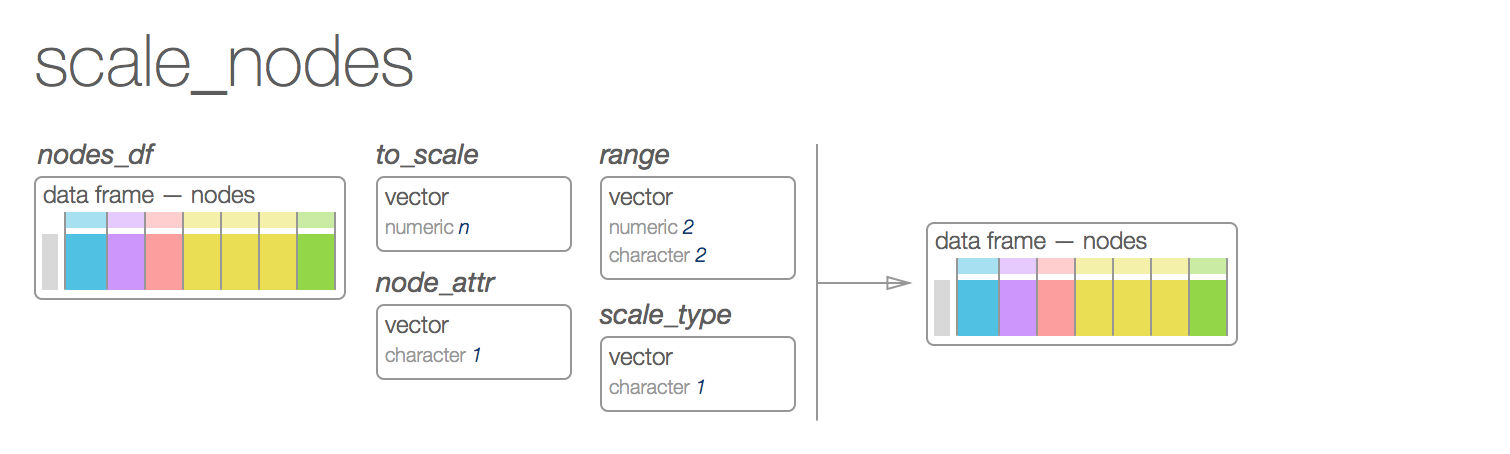 scale_nodes
nodes_df
data frame — nodes
to_scale
vector
numeric n
node_attr
vector
character 1
range
vector
numeric 2
character 2
scale_type
vector
character 1
data frame — nodes